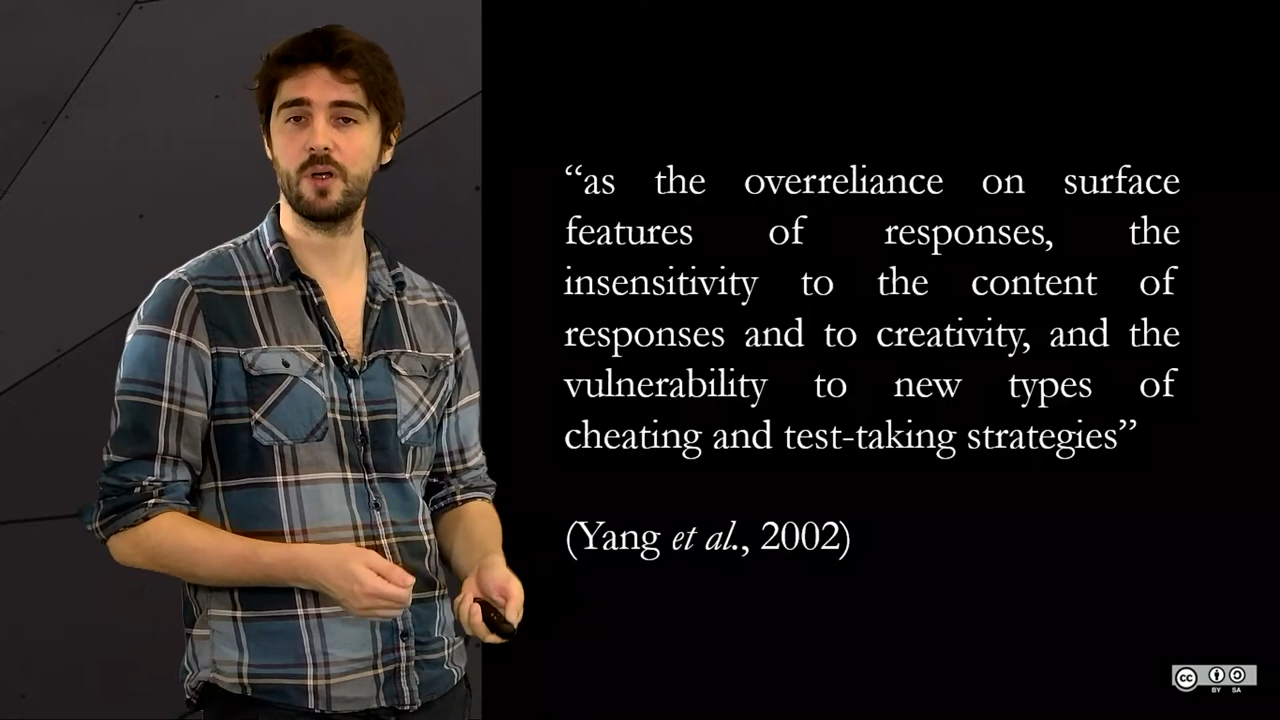 “as the overreliance on surface
features of responses, the
insensitivity to the content of
responses and to creativity, and the
vulnerability to new types of
cheating and test-taking strategies”
(Yang et al., 2002)
cc
BY SA